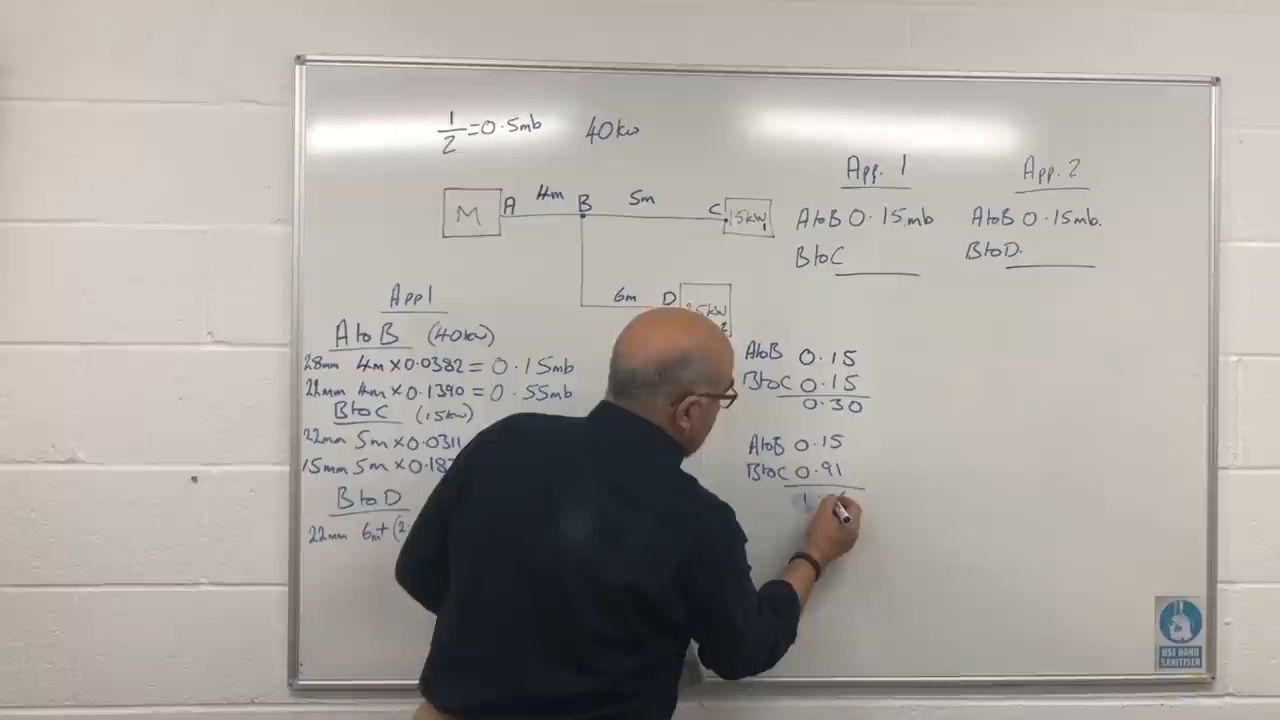 1/2 = 0.5mb 40kw
M A 4m B 5m C 15kW 1
6m D
App. 1
A to B 0.15mb
B to C
App. 2
A to B 0.15mb.
B to D.
App 1
A to B (40kw)
28mm 4m x 0.0382 = 0.15mb
22mm 4m x 0.1390 = 0.55mb
B to C (15kw)
22mm 5m x 0.0311
15mm 5m x 0.187
B to D
22mm 6m + (2
A to B 0.15
B to C 0.15
0.30
A to B 0.15
B to C 0.91
1.
USE HAND
SANITISER